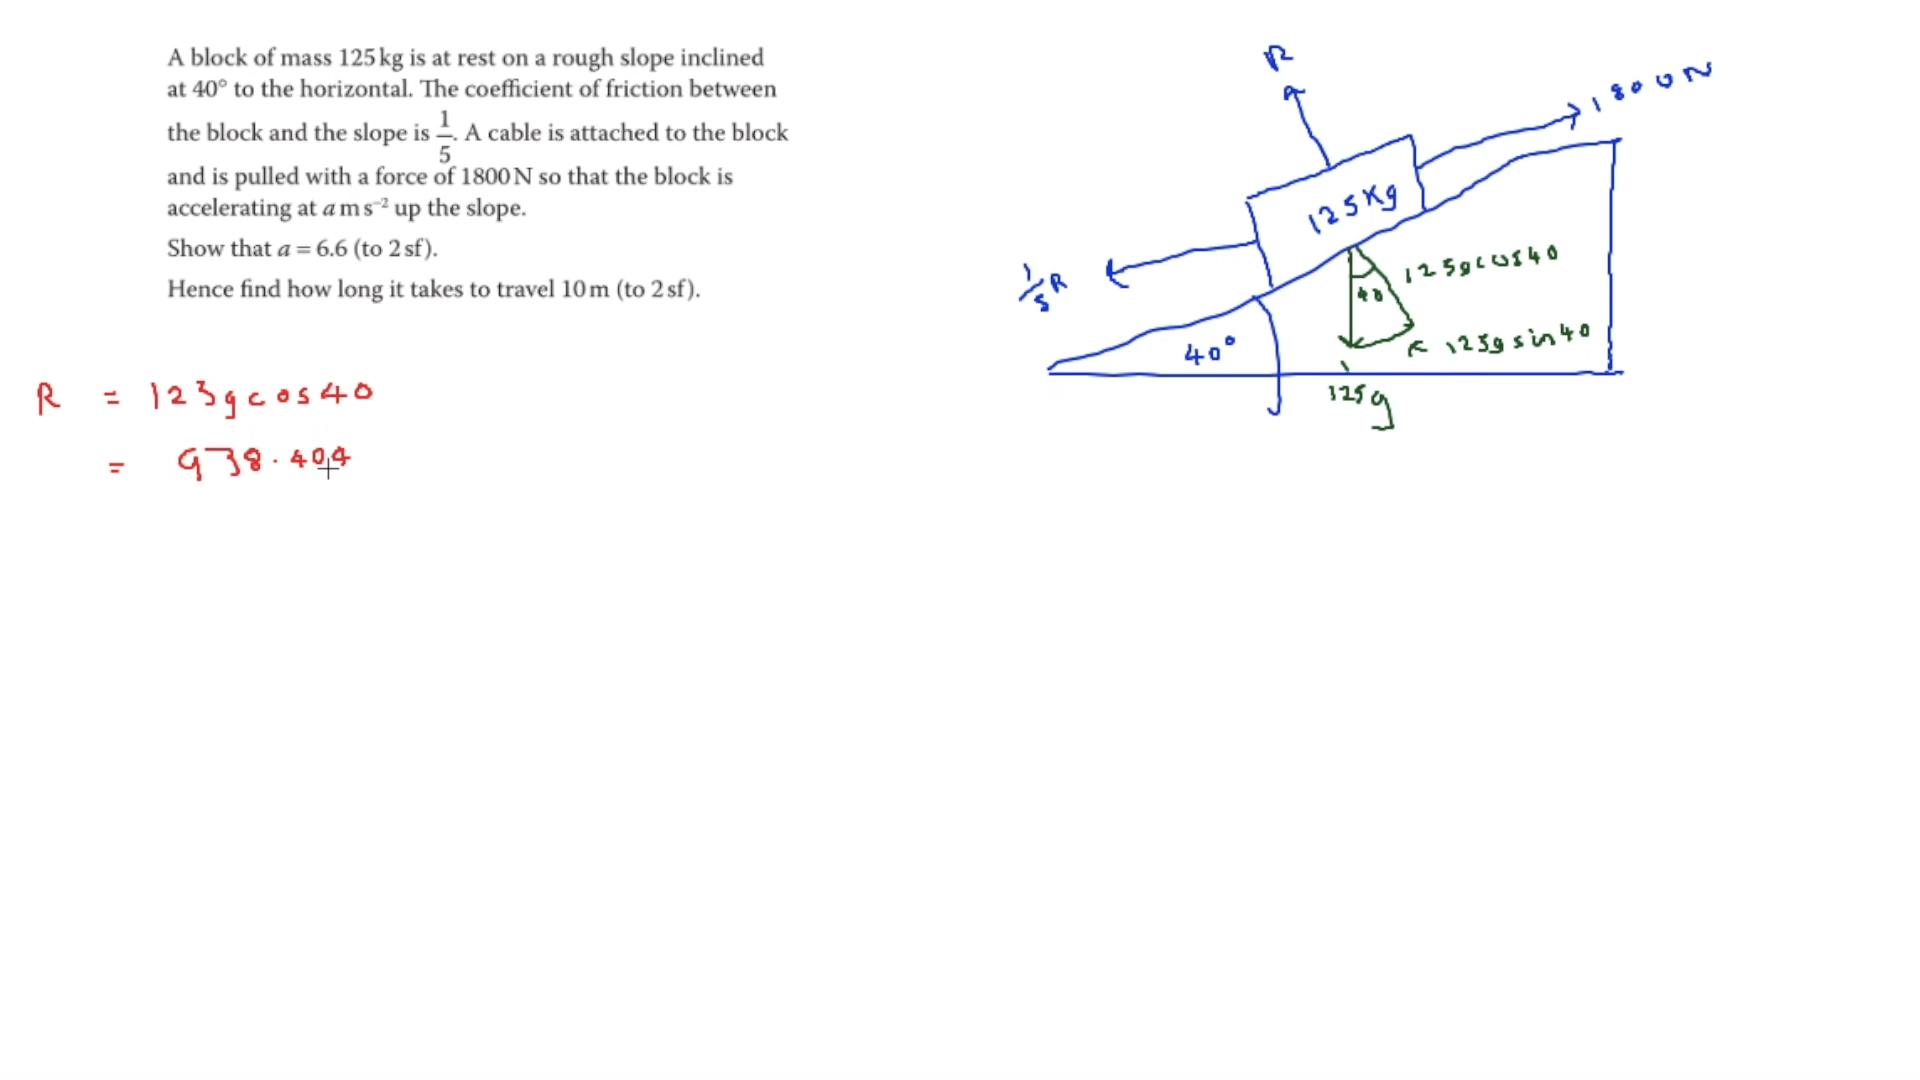 A block of mass 125 kg is at rest on a rough slope inclined
at 40° to the horizontal. The coefficient of friction between
the block and the slope is 1/5. A cable is attached to the block
and is pulled with a force of 1800 N so that the block is
accelerating at a m s⁻² up the slope.
Show that a = 6.6 (to 2 sf).
Hence find how long it takes to travel 10 m (to 2 sf).
R
1800N
125Kg
1/5 R
125gcos40
40
125gsin40
40°
125g
R = 125gcos40
= 938.404